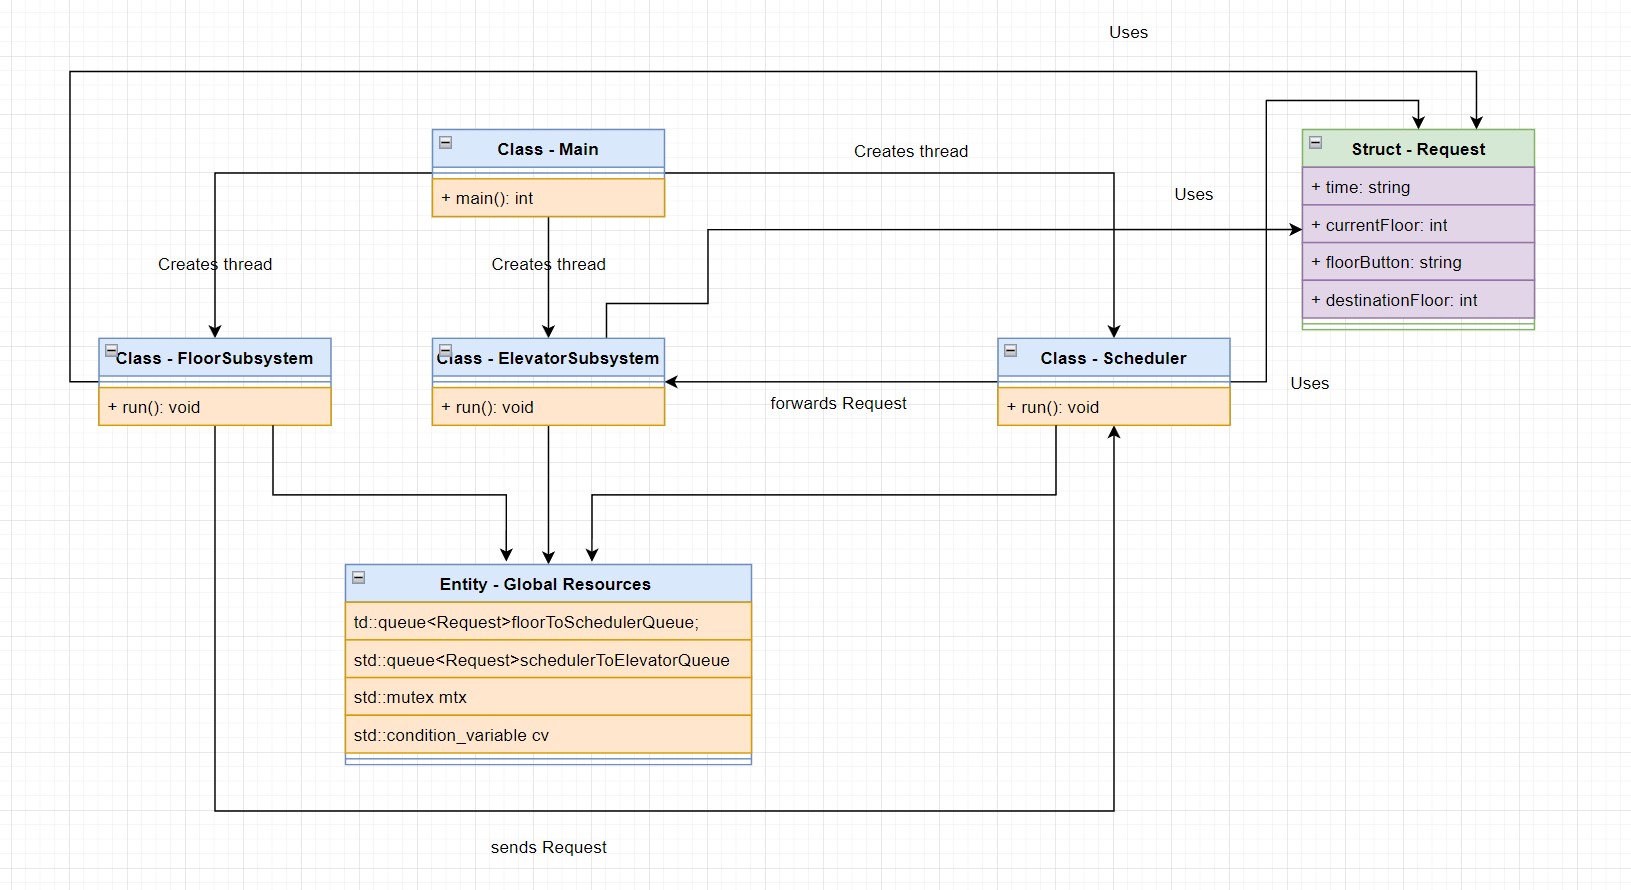 Uses
Class - Main
+ main(): int
Creates thread
Struct - Request
+ time: string
+ currentFloor: int
+ floorButton: string
+ destinationFloor: int
Uses
Creates thread
Creates thread
Class - FloorSubsystem
+ run(): void
Class - ElevatorSubsystem
+ run(): void
forwards Request
Class - Scheduler
+ run(): void
Uses
Entity - Global Resources
td::queue<Request>floorToSchedulerQueue;
std::queue<Request>schedulerToElevatorQueue
std::mutex mtx
std::condition_variable cv
sends Request